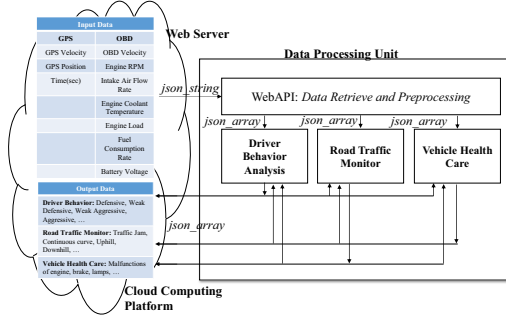 Input Data
GPS OBD
GPS Velocity OBD Velocity
GPS Position Engine RPM
Time(sec) Intake Air Flow
Rate
Engine Coolant
Temperature
Engine Load
Fuel
Consumption
Rate
Battery Voltage
Web Server
Data Processing Unit
json_string
WebAPI: Data Retrieve and Preprocessing
json_array
json_array
json_array
Driver
Behavior
Analysis
Road Traffic
Monitor
Vehicle Health
Care
Output Data
Driver Behavior: Defensive, Weak
Defensive, Weak Aggressive,
Aggressive, …
Road Traffic Monitor: Traffic Jam,
Continuous curve, Uphill,
Downhill, …
Vehicle Health Care: Malfunctions
of engine, brake, lamps, …
json_array
Cloud Computing
Platform